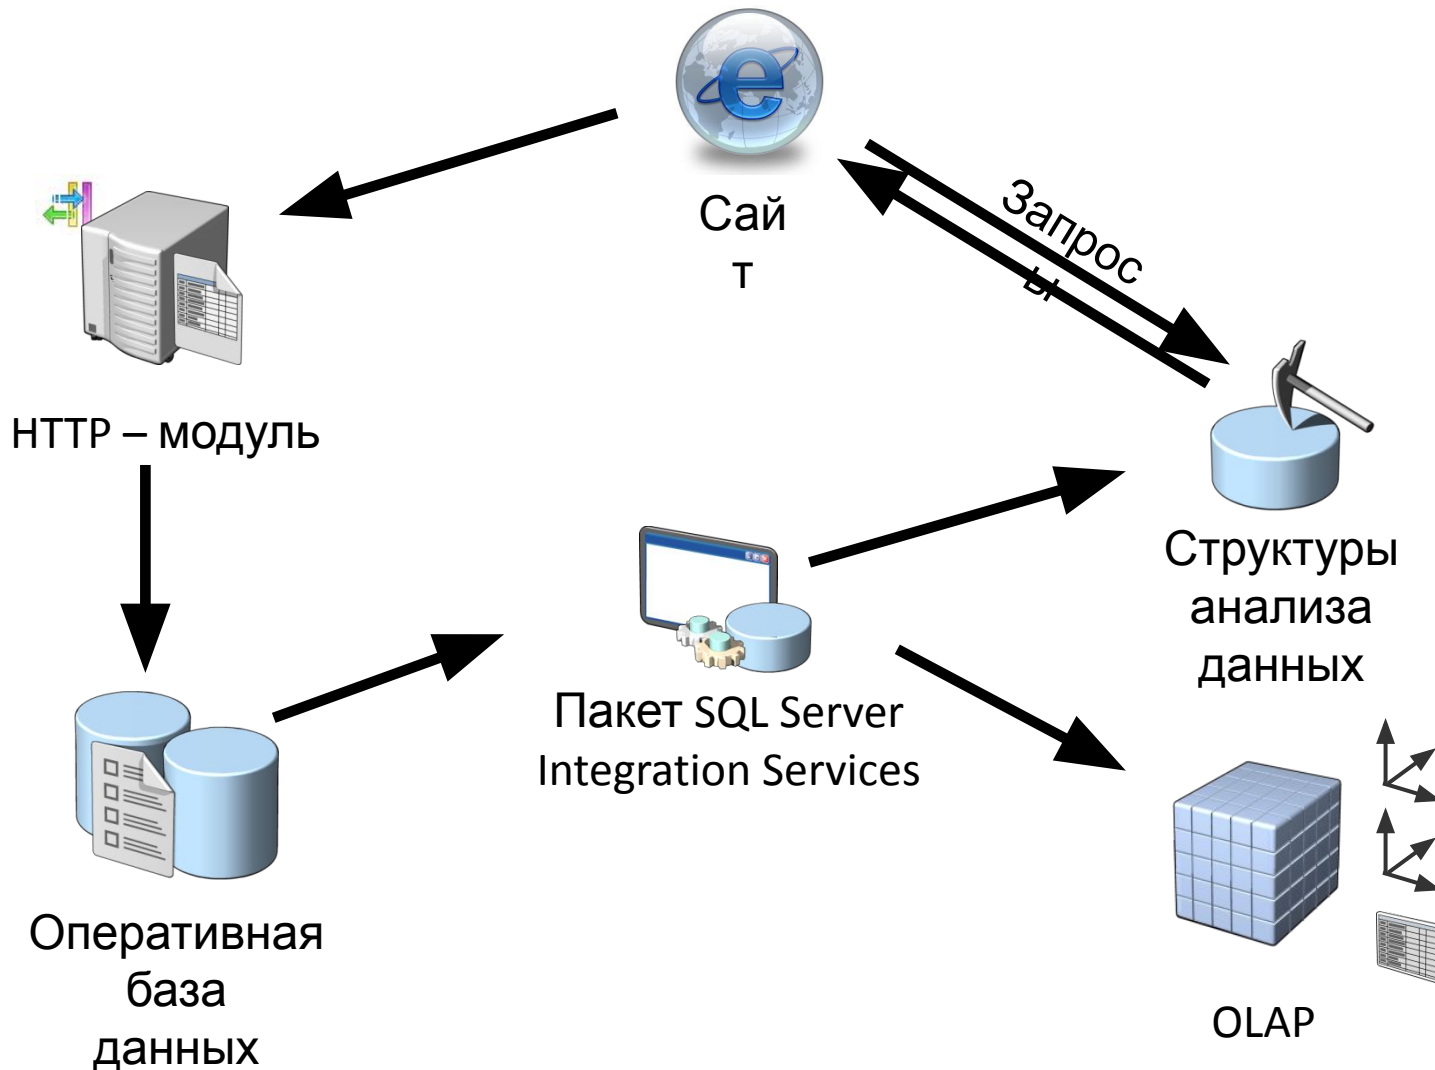 Сай
т
Запрос
ы
HTTP – модуль
Структуры
анализа
данных
Пакет SQL Server
Integration Services
Оперативная
база
данных
OLAP